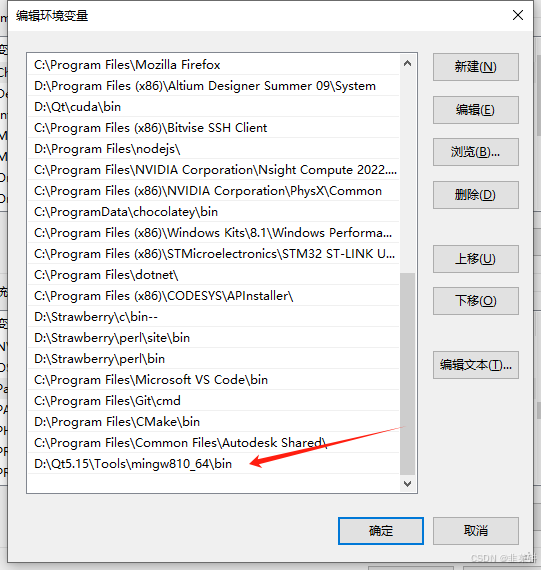 编辑环境变量
C:\Program Files\Mozilla Firefox
C:\Program Files (x86)\Altium Designer Summer 09\System
D:\Qt\cuda\bin
C:\Program Files (x86)\Bitvise SSH Client
D:\Program Files\nodejs\
C:\Program Files\NVIDIA Corporation\Nsight Compute 2022....
C:\Program Files (x86)\NVIDIA Corporation\PhysX\Common
C:\ProgramData\chocolatey\bin
C:\Program Files (x86)\Windows Kits\8.1\Windows Performa...
C:\Program Files (x86)\STMicroelectronics\STM32 ST-LINK U...
C:\Program Files\dotnet\
C:\Program Files (x86)\CODESYS\APInstaller\
D:\Strawberry\c\bin--
D:\Strawberry\perl\site\bin
D:\Strawberry\perl\bin
C:\Program Files\Microsoft VS Code\bin
C:\Program Files\Git\cmd
D:\Program Files\CMake\bin
C:\Program Files\Common Files\Autodesk Shared\
D:\Qt5.15\Tools\mingw810_64\bin
新建(N)
编辑(E)
浏览(B)...
删除(D)
上移(U)
下移(O)
编辑文本(T)...
确定
取消